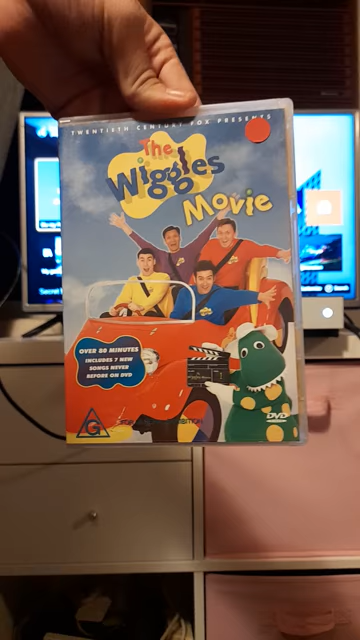 TWENTIETH CENTURY FOX PRESENTS
The
Wiggles
Movie
OVER 80 MINUTES
INCLUDES 7 NEW
SONGS NEVER
BEFORE ON DVD
G
DVD
Search